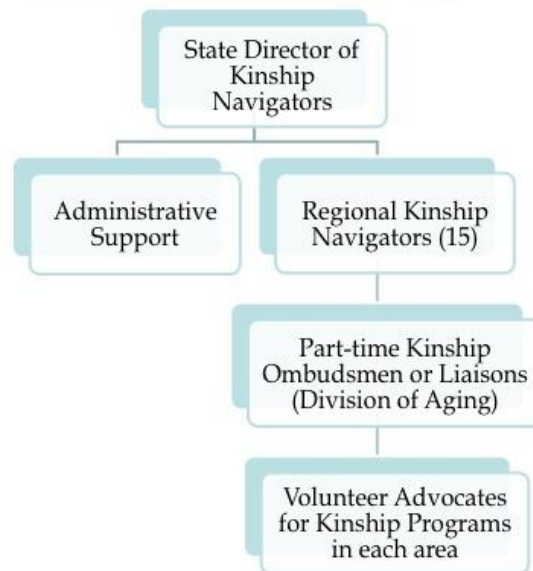 State Director of
Kinship
Navigators
Administrative
Support
Regional Kinship
Navigators (15)
Part-time Kinship
Ombudsmen or Liaisons
(Division of Aging)
Volunteer Advocates
for Kinship Programs
in each area